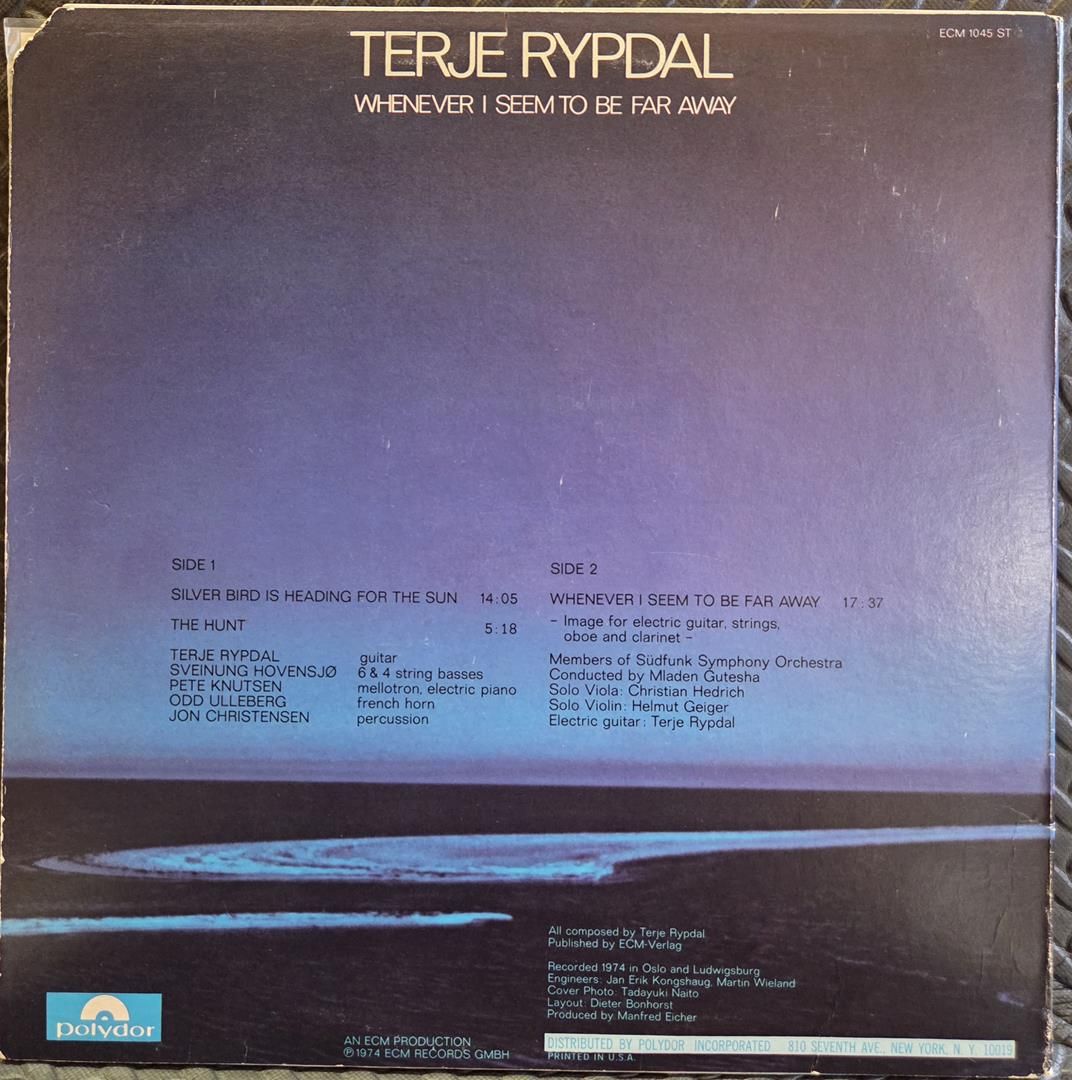 ECM 1045 ST
TERJE RYPDAL
WHENEVER I SEEM TO BE FAR AWAY
SIDE 1
SILVER BIRD IS HEADING FOR THE SUN 14:05
THE HUNT 5:18
TERJE RYPDAL guitar
SVEINUNG HOVENSJØ 6 & 4 string basses
PETE KNUTSEN mellotron, electric piano
ODD ULLEBERG french horn
JON CHRISTENSEN percussion
SIDE 2
WHENEVER I SEEM TO BE FAR AWAY 17:37
– Image for electric guitar, strings,
oboe and clarinet –
Members of Südfunk Symphony Orchestra
Conducted by Mladen Gutesha
Solo Viola: Christian Hedrich
Solo Violin: Helmut Geiger
Electric guitar: Terje Rypdal
All composed by Terje Rypdal
Published by ECM-Verlag
Recorded 1974 in Oslo and Ludwigsburg
Engineers: Jan Erik Kongshaug, Martin Wieland
Cover Photo: Tadayuki Naito
Layout: Dieter Bonhorst
Produced by Manfred Eicher
polydor
AN ECM PRODUCTION
℗ 1974 ECM RECORDS GMBH
DISTRIBUTED BY POLYDOR INCORPORATED 810 SEVENTH AVE., NEW YORK, N. Y. 10019
PRINTED IN U.S.A.